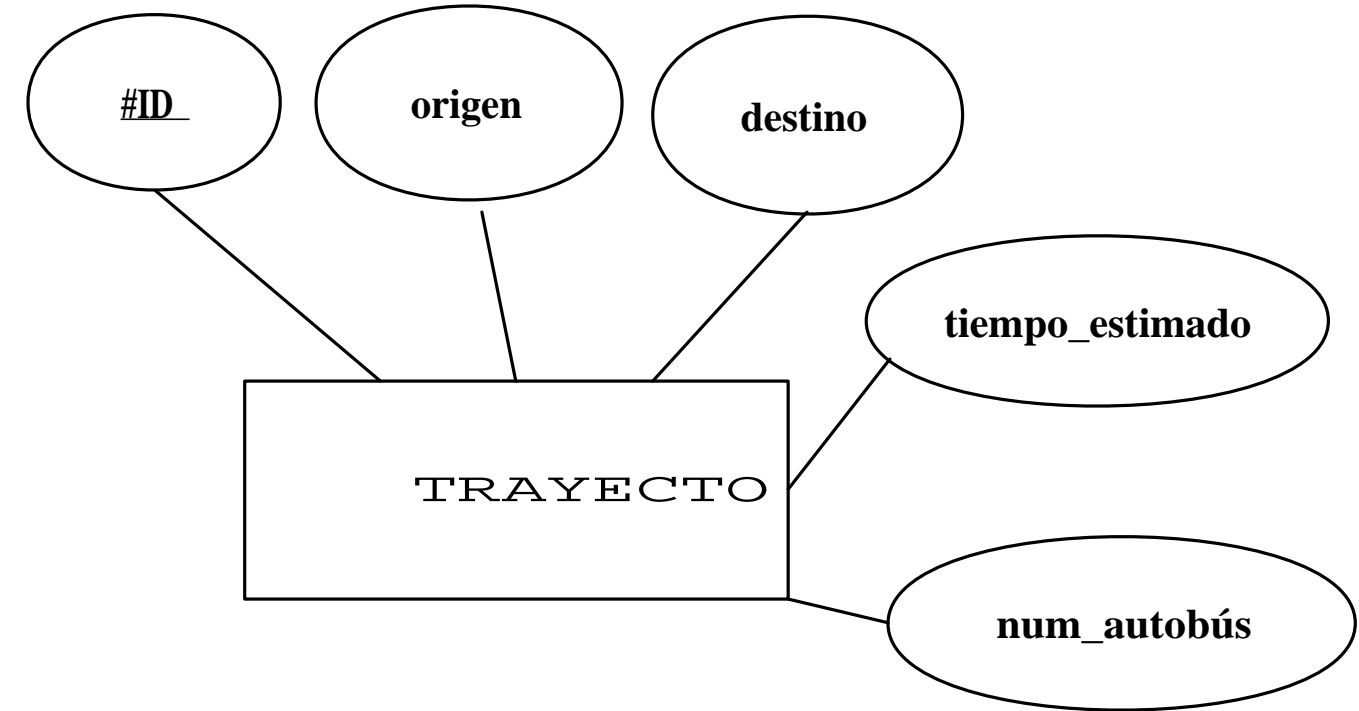 #ID
origen
destino
tiempo_estimado
TRAYECTO
num_autobús